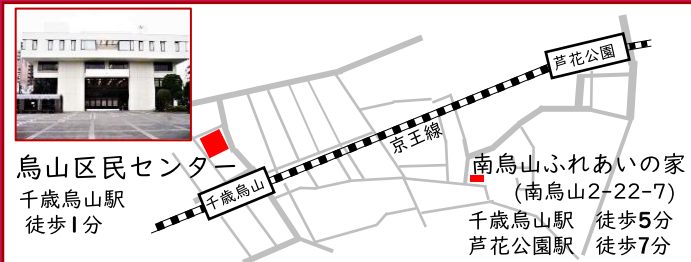 烏山区民センター
千歳烏山駅
徒歩1分
千歳烏山
京王線
芦花公園
南烏山ふれあいの家
(南烏山2-22-7)
千歳烏山駅 徒歩5分
芦花公園駅 徒歩7分